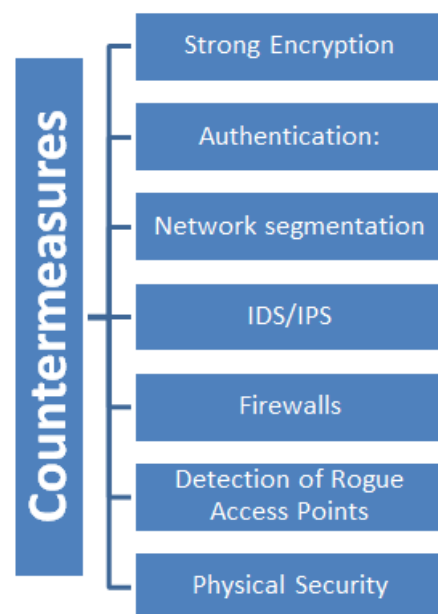 Countermeasures
Strong Encryption
Authentication:
Network segmentation
IDS/IPS
Firewalls
Detection of Rogue
Access Points
Physical Security